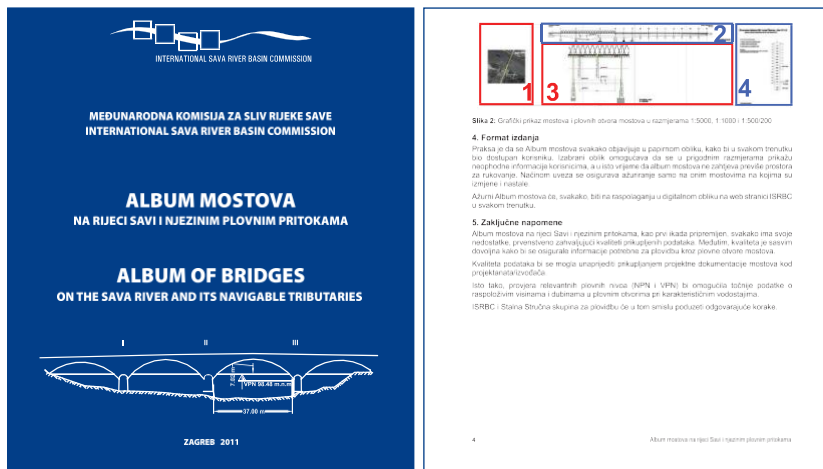 INTERNATIONAL SAVA RIVER BASIN COMMISSION
MEĐUNARODNA KOMISIJA ZA SLIV RIJEKE SAVE
INTERNATIONAL SAVA RIVER BASIN COMMISSION
ALBUM MOSTOVA
NA RIJECI SAVI I NJEZINIM PLOVNIM PRITOKAMA
ALBUM OF BRIDGES
ON THE SAVA RIVER AND ITS NAVIGABLE TRIBUTARIES
I II III
VPN 98.48 m.n.m
37.00 m
ZAGREB 2011
1
2
3
4
Slika 2: Grafički prikaz mostova i plovnih otvora mostova u razmjerama 1:5000, 1:1000 i 1:500/200
4. Format izdanja
Praksa je da se Album mostova svakako objavljuje u papirnom obliku, kako bi u svakom trenutku
bio dostupan korisniku. Izabrani oblik omogućava da se u prigodnim razmjerama prikažu
neophodne informacije korisnicima, a u isto vrijeme da album mostova ne zahtjeva previše prostora
za rukovanje. Načinom uveza se osigurava ažuriranje samo na onim mostovima na kojima su
izmjene i nastale.
Ažurni Album mostova će, svakako, biti na raspolaganju u digitalnom obliku na web stranici ISRBC
u svakom trenutku.
5. Zaključne napomene
Album mostova na rijeci Savi i njezinim pritokama, kao prvi ikada pripremljen, svakako ima svoje
nedostatke, prvenstveno zahvaljujući kvaliteti prikupljenih podataka. Međutim, kvaliteta je sasvim
dovoljna kako bi se osigurale informacije potrebne za plovidbu kroz plovne otvore mostova.
Kvaliteta podataka bi se mogla unaprijediti prikupljanjem projektne dokumentacije mostova kod
projektanata/izvođača.
Isto tako, provjera relevantnih plovnih nivoa (NPN i VPN) bi omogućila točnije podatke o
raspoloživim visinama i dubinama u plovnim otvorima pri karakterističnim vodostajima.
ISRBC i Stalna Stručna skupina za plovidbu će u tom smislu poduzeti odgovarajuće korake.
4 Album mostova na rijeci Savi i njezinim plovnim pritokama